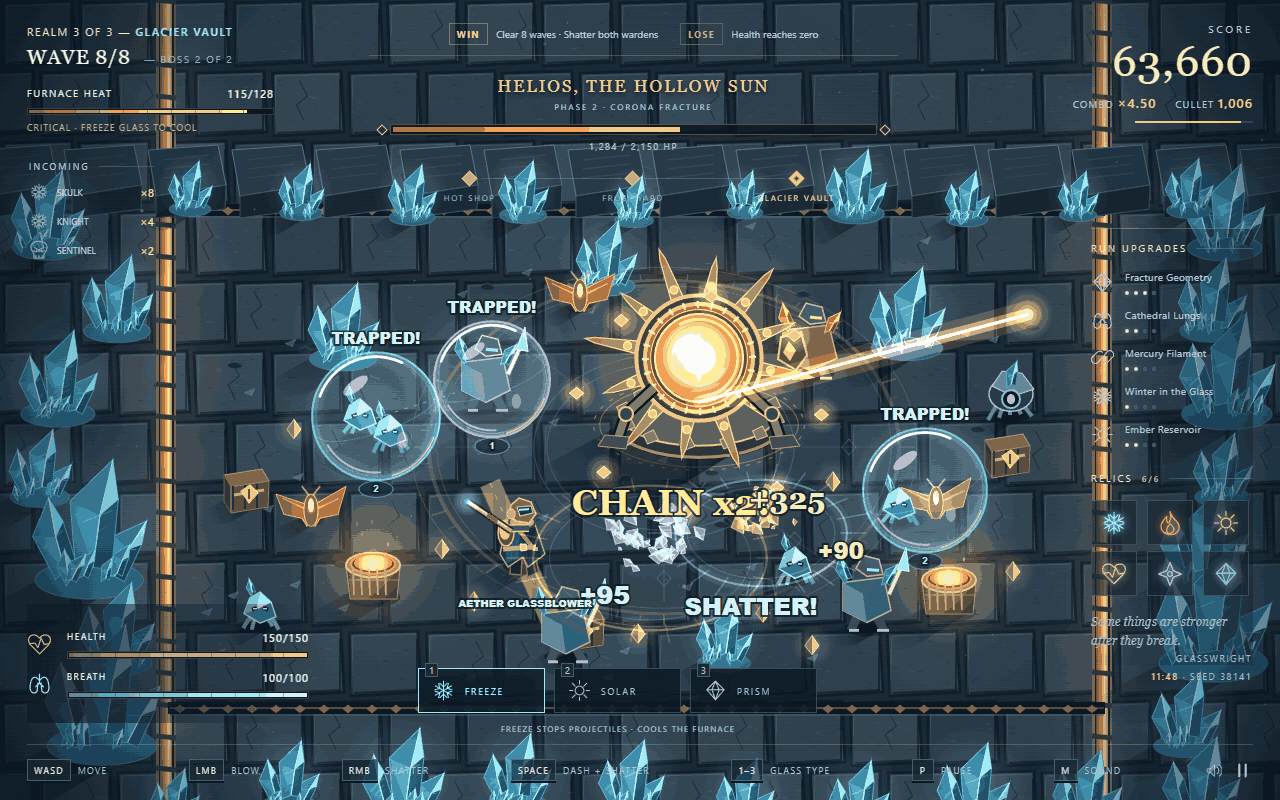 REALM 3 OF 3 — GLACIER VAULT
WAVE 8/8 — BOSS 2 OF 2
FURNACE HEAT 115/128
CRITICAL · FREEZE GLASS TO COOL
INCOMING
SKULK ×8
KNIGHT ×4
SENTINEL ×2
WIN Clear 8 waves · Shatter both wardens LOSE Health reaches zero
HELIOS, THE HOLLOW SUN
PHASE 2 · CORONA FRACTURE
1,284 / 2,150 HP
HOT SHOP
GLACIER VAULT
SCORE
63,660
COMBO ×4.50 CULLET 1,006
RUN UPGRADES
Fracture Geometry
Cathedral Lungs
Mercury Filament
Winter in the Glass
Ember Reservoir
RELICS 6/6
Some things are stronger
after they break.
GLASSWRIGHT
11:48 · SEED 38141
TRAPPED!
TRAPPED!
TRAPPED!
1
2
2
CHAIN x2!
325
+90
+95
AETHER GLASSBLOWER
SHATTER!
HEALTH 150/150
BREATH 100/100
1 FREEZE
2 SOLAR
3 PRISM
FREEZE STOPS PROJECTILES · COOLS THE FURNACE
WASD MOVE
LMB BLOW
RMB SHATTER
SPACE DASH + SHATTER
1–3 GLASS TYPE
P PAUSE
M SOUND